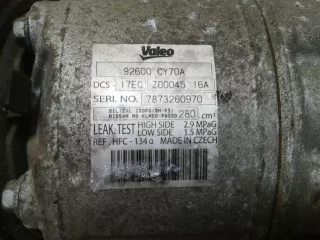 Valeo
92600 CY70A
DCS - 17EC Z00045 16A
SERI. NO. 7873260970
280 cm³
LEAK TEST HIGH SIDE 2.9 MPaG
LOW SIDE 1.5 MPaG
REF. HFC - 134a MADE IN CZECH